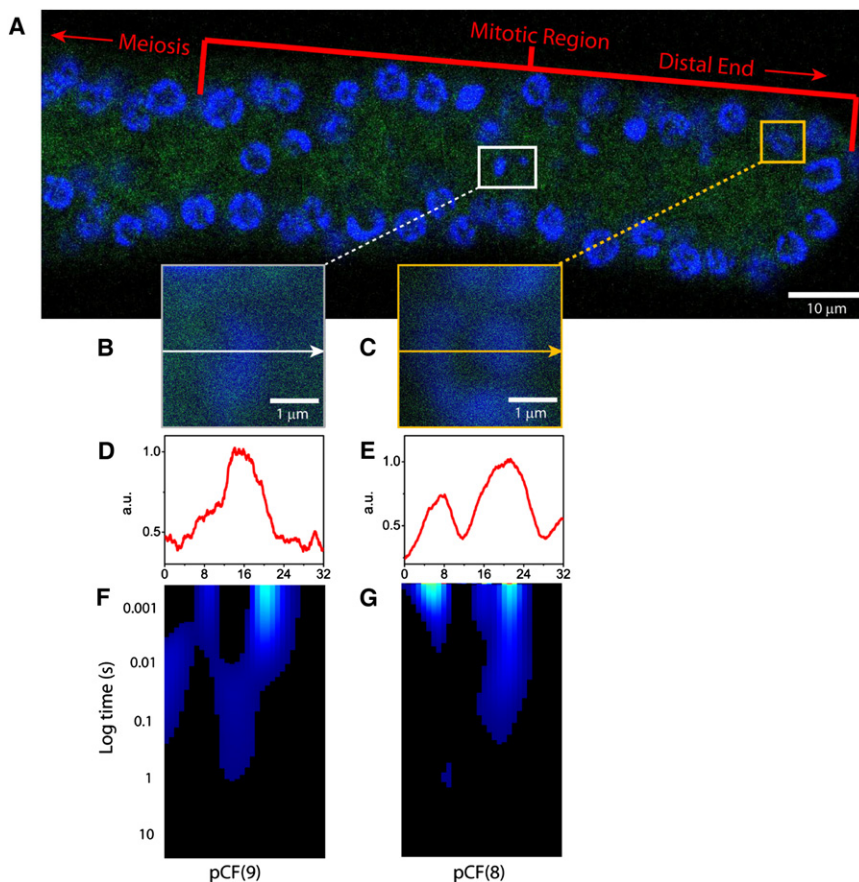 A
Meiosis
Mitotic Region
Distal End
10 μm
B
1 μm
C
1 μm
D
1.0
0.5
a.u.
0 8 16 24 32
E
1.0
0.5
a.u.
0 8 16 24 32
F
0.001
0.01
0.1
1
10
Log time (s)
pCF(9)
G
pCF(8)